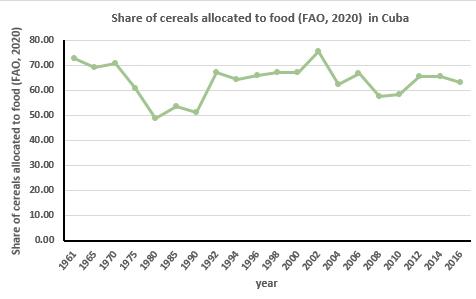 Share of cereals allocated to food (FAO, 2020)  in Cuba
Share of cereals allocated to food (FAO, 2020)
80.00
70.00
60.00
50.00
40.00
30.00
20.00
10.00
0.00
1961 1965 1970 1975 1980 1985 1990 1992 1994 1996 1998 2000 2002 2004 2006 2008 2010 2012 2014 2016
year